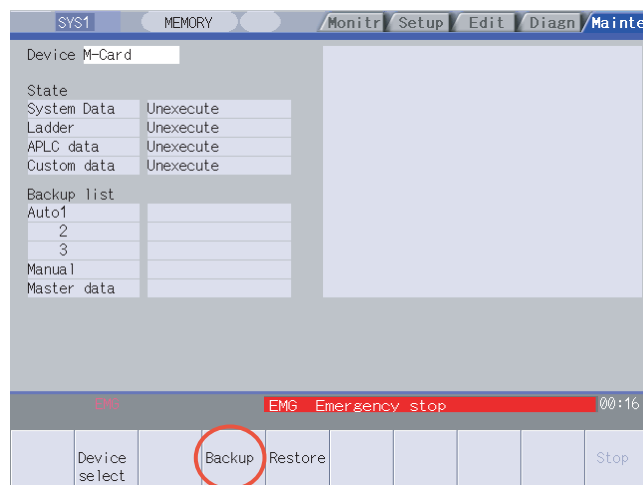 SYS1 MEMORY Monitr Setup Edit Diagn Mainte
Device M-Card
State
System Data Unexecute
Ladder Unexecute
APLC data Unexecute
Custom data Unexecute
Backup list
Auto1
2
3
Manual
Master data
EMG EMG Emergency stop 00:16
Device select Backup Restore Stop